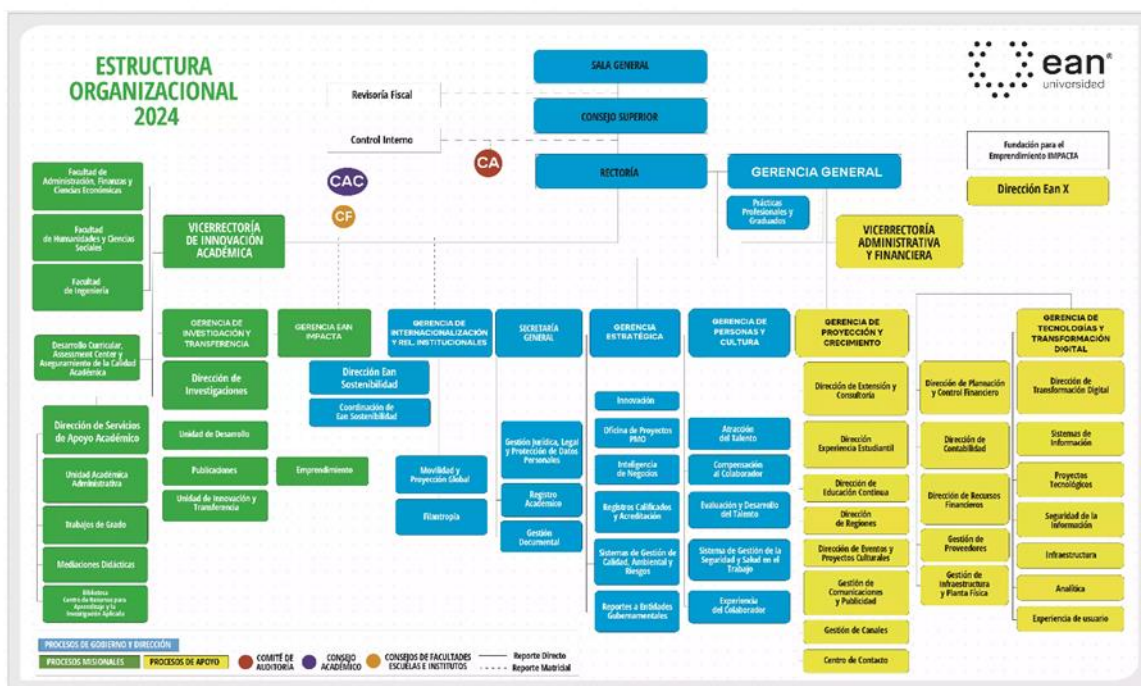 ESTRUCTURA
ORGANIZACIONAL
2024
SALA GENERAL
Revisoría Fiscal
CONSEJO SUPERIOR
Control Interno
CA
RECTORÍA
GERENCIA GENERAL
CAC
CF
Prácticas
Profesionales y
Graduados
ean®
universidad
Fundación para el
Emprendimiento IMPACTA
Dirección Ean X
VICERRECTORÍA
ADMINISTRATIVA
Y FINANCIERA
Facultad de
Administración, Finanzas y
Ciencias Económicas
Facultad
de Humanidades y Ciencias
Sociales
Facultad
de Ingeniería
VICERRECTORÍA
DE INNOVACIÓN
ACADÉMICA
Desarrollo Curricular,
Assessment Center y
Aseguramiento de la Calidad
Académica
Dirección de Servicios
de Apoyo Académico
Unidad Académica
Administrativa
Trabajos de Grado
Mediaciones Didácticas
Biblioteca
Centro de Recursos para
Aprendizaje y la
Investigación Aplicada
GERENCIA DE
INVESTIGACIÓN Y
TRANSFERENCIA
Dirección de
Investigaciones
Unidad de Desarrollo
Publicaciones
Unidad de Innovación y
Transferencia
GERENCIA EAN
IMPACTA
Emprendimiento
GERENCIA DE
INTERNACIONALIZACIÓN
Y REL. INSTITUCIONALES
Dirección Ean
Sostenibilidad
Coordinación de
Ean Sostenibilidad
Movilidad y
Proyección Global
Filantropía
SECRETARÍA
GENERAL
Gestión Jurídica, Legal
y Protección de Datos
Personales
Registro
Académico
Gestión
Documental
GERENCIA
ESTRATÉGICA
Innovación
Oficina de Proyectos
PMO
Inteligencia
de Negocios
Registros Calificados
y Acreditación
Sistemas de Gestión de
Calidad, Ambiental y
Riesgos
Reportes a Entidades
Gubernamentales
GERENCIA DE
PERSONAS Y
CULTURA
Atracción
del Talento
Compensación
al Colaborador
Evaluación y Desarrollo
del Talento
Sistema de Gestión de la
Seguridad y Salud en el
Trabajo
Experiencia
del Colaborador
GERENCIA DE
PROYECCIÓN Y
CRECIMIENTO
Dirección de Extensión y
Consultoría
Dirección
Experiencia Estudiantil
Dirección de
Educación Continua
Dirección
de Regiones
Dirección de Eventos y
Proyectos Culturales
Gestión de
Comunicaciones
y Publicidad
Gestión de Canales
Centro de Contacto
Dirección de Planeación
y Control Financiero
Dirección de
Contabilidad
Dirección de Recursos
Financieros
Gestión de
Proveedores
Gestión de
Infraestructura
y Planta Física
GERENCIA DE
TECNOLOGÍAS Y
TRANSFORMACIÓN
DIGITAL
Dirección de
Transformación Digital
Sistemas de
Información
Proyectos
Tecnológicos
Seguridad de la
Información
Infraestructura
Analítica
Experiencia de usuario
PROCESOS DE GOBIERNO Y DIRECCIÓN
PROCESOS MISIONALES
PROCESOS DE APOYO
COMITÉ DE
AUDITORÍA
CONSEJO
ACADÉMICO
CONSEJOS DE FACULTADES
ESCUELAS E INSTITUTOS
Reporte Directo
Reporte Matricial